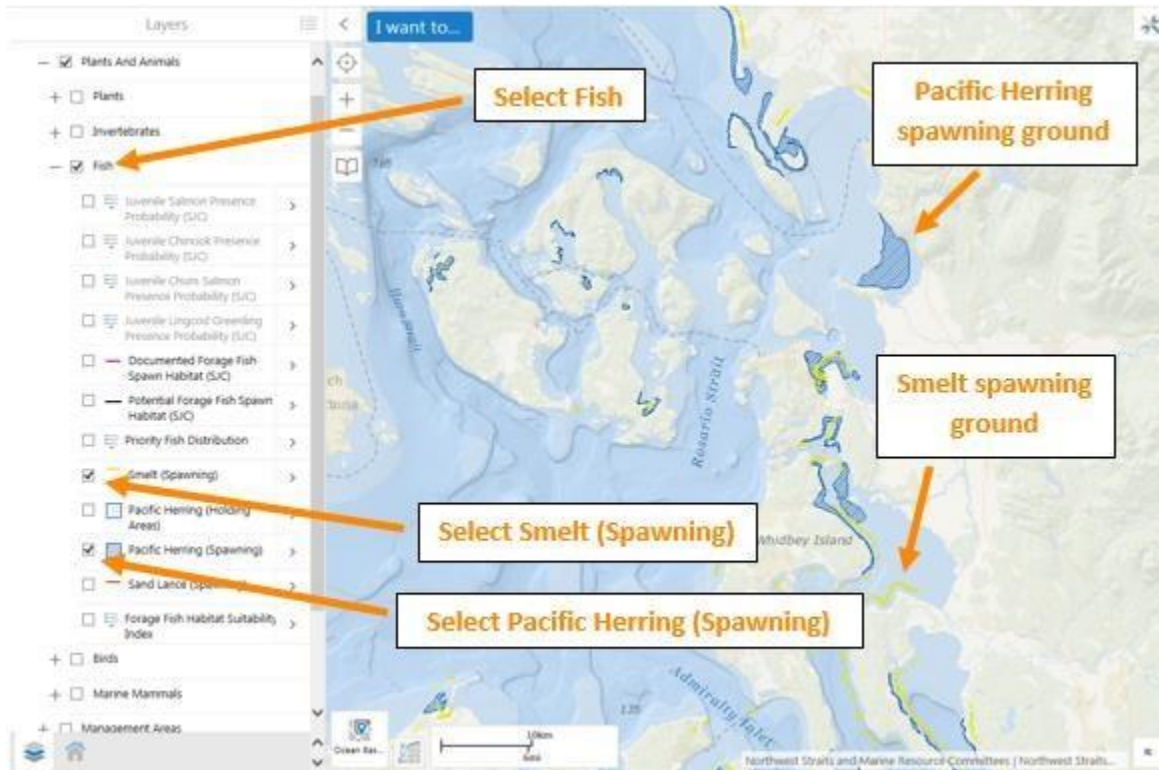 Layers
I want to...
Plants And Animals
Plants
Invertebrates
Fish
Juvenile Salmon Presence
Probability (SJC)
Juvenile Chinook Presence
Probability (SJC)
Juvenile Chum Salmon
Presence Probability (SJC)
Juvenile Lingcod Greenling
Presence Probability (SJC)
Documented Forage Fish
Spawn Habitat (SJC)
Potential Forage Fish Spawn
Habitat (SJC)
Priority Fish Distribution
Smelt (Spawning)
Pacific Herring (Holding
Areas)
Pacific Herring (Spawning)
Sand Lance
Forage Fish Habitat Suitability
Index
Birds
Marine Mammals
Management Areas
Select Fish
Pacific Herring
spawning ground
Smelt spawning
ground
Select Smelt (Spawning)
Select Pacific Herring (Spawning)
Rosario Strait
Whidbey Island
Admiralty Inlet
Ocean Bas...
10km
6mi
Northwest Straits and Marine Resource Committees | Northwest Straits...